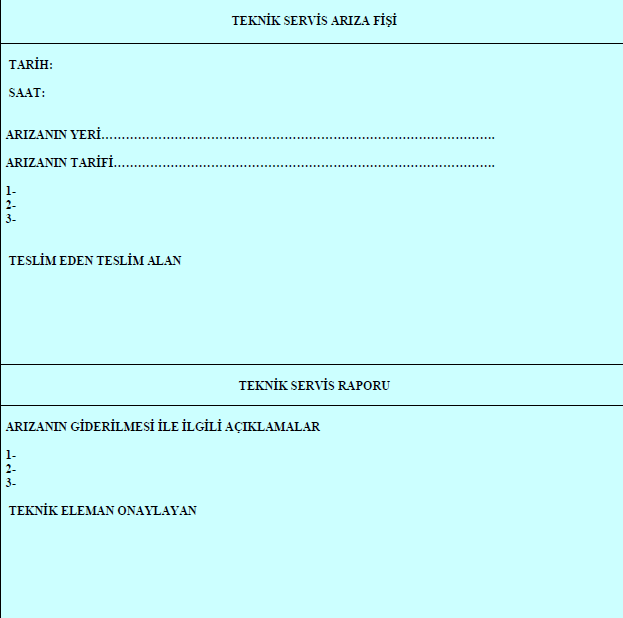 TEKNİK SERVİS ARIZA FİŞİ
TARİH:
SAAT:
ARIZANIN YERİ……………………………………………………………………………………..
ARIZANIN TARİFİ…………………………………………………………………………………..
1-
2-
3-
TESLİM EDEN TESLİM ALAN
TEKNİK SERVİS RAPORU
ARIZANIN GİDERİLMESİ İLE İLGİLİ AÇIKLAMALAR
1-
2-
3-
TEKNİK ELEMAN ONAYLAYAN